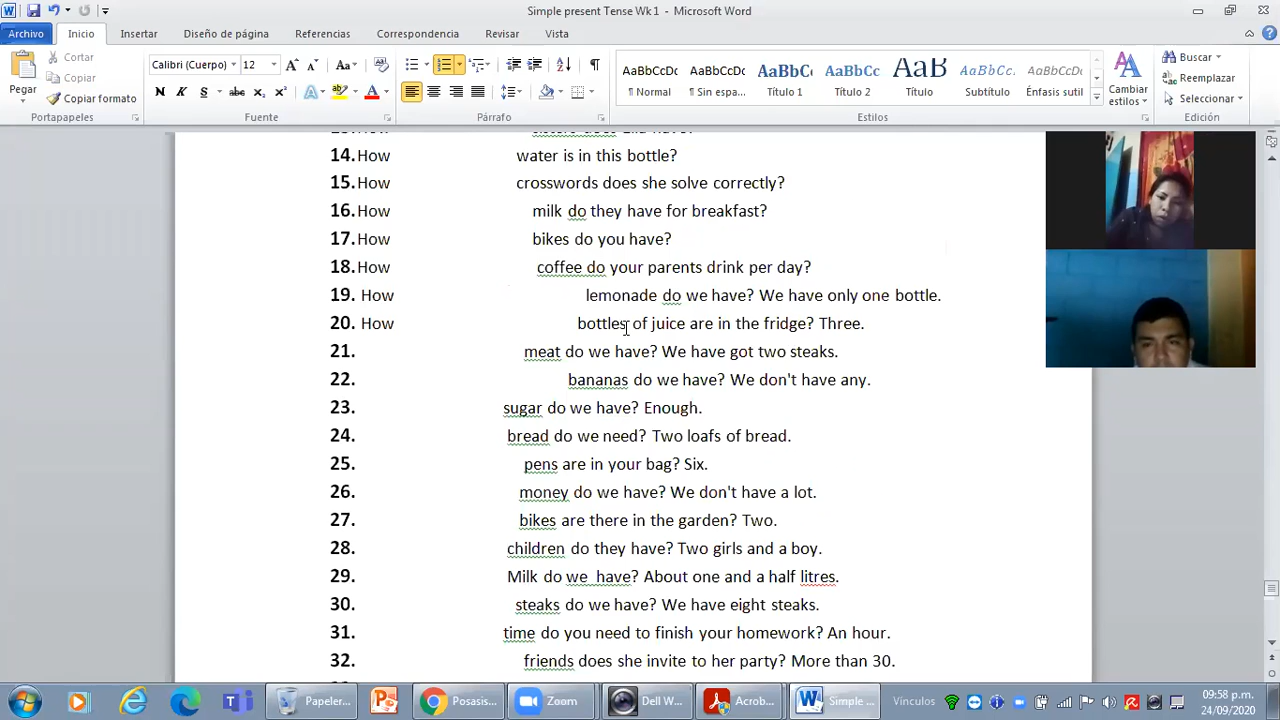 Simple present Tense Wk 1 - Microsoft Word
Archivo Inicio Insertar Diseño de página Referencias Correspondencia Revisar Vista
Pegar
Cortar
Copiar
Copiar formato
Portapapeles
Calibri (Cuerpo) 12
Fuente
Párrafo
AaBbCcDc AaBbCcDc AaBbC AaBbCc AaB AaBbCc. AaBbCcDc
¶ Normal ¶ Sin espa... Título 1 Título 2 Título Subtítulo Énfasis sutil
Estilos
Cambiar estilos
Buscar
Reemplazar
Seleccionar
Edición
14. How water is in this bottle?
15. How crosswords does she solve correctly?
16. How milk do they have for breakfast?
17. How bikes do you have?
18. How coffee do your parents drink per day?
19. How lemonade do we have? We have only one bottle.
20. How bottles of juice are in the fridge? Three.
21. meat do we have? We have got two steaks.
22. bananas do we have? We don't have any.
23. sugar do we have? Enough.
24. bread do we need? Two loafs of bread.
25. pens are in your bag? Six.
26. money do we have? We don't have a lot.
27. bikes are there in the garden? Two.
28. children do they have? Two girls and a boy.
29. Milk do we have? About one and a half litres.
30. steaks do we have? We have eight steaks.
31. time do you need to finish your homework? An hour.
32. friends does she invite to her party? More than 30.
Papeler... Posasis... Zoom Dell W... Acrob... Simple ... Vínculos 09:58 p.m.
24/09/2020